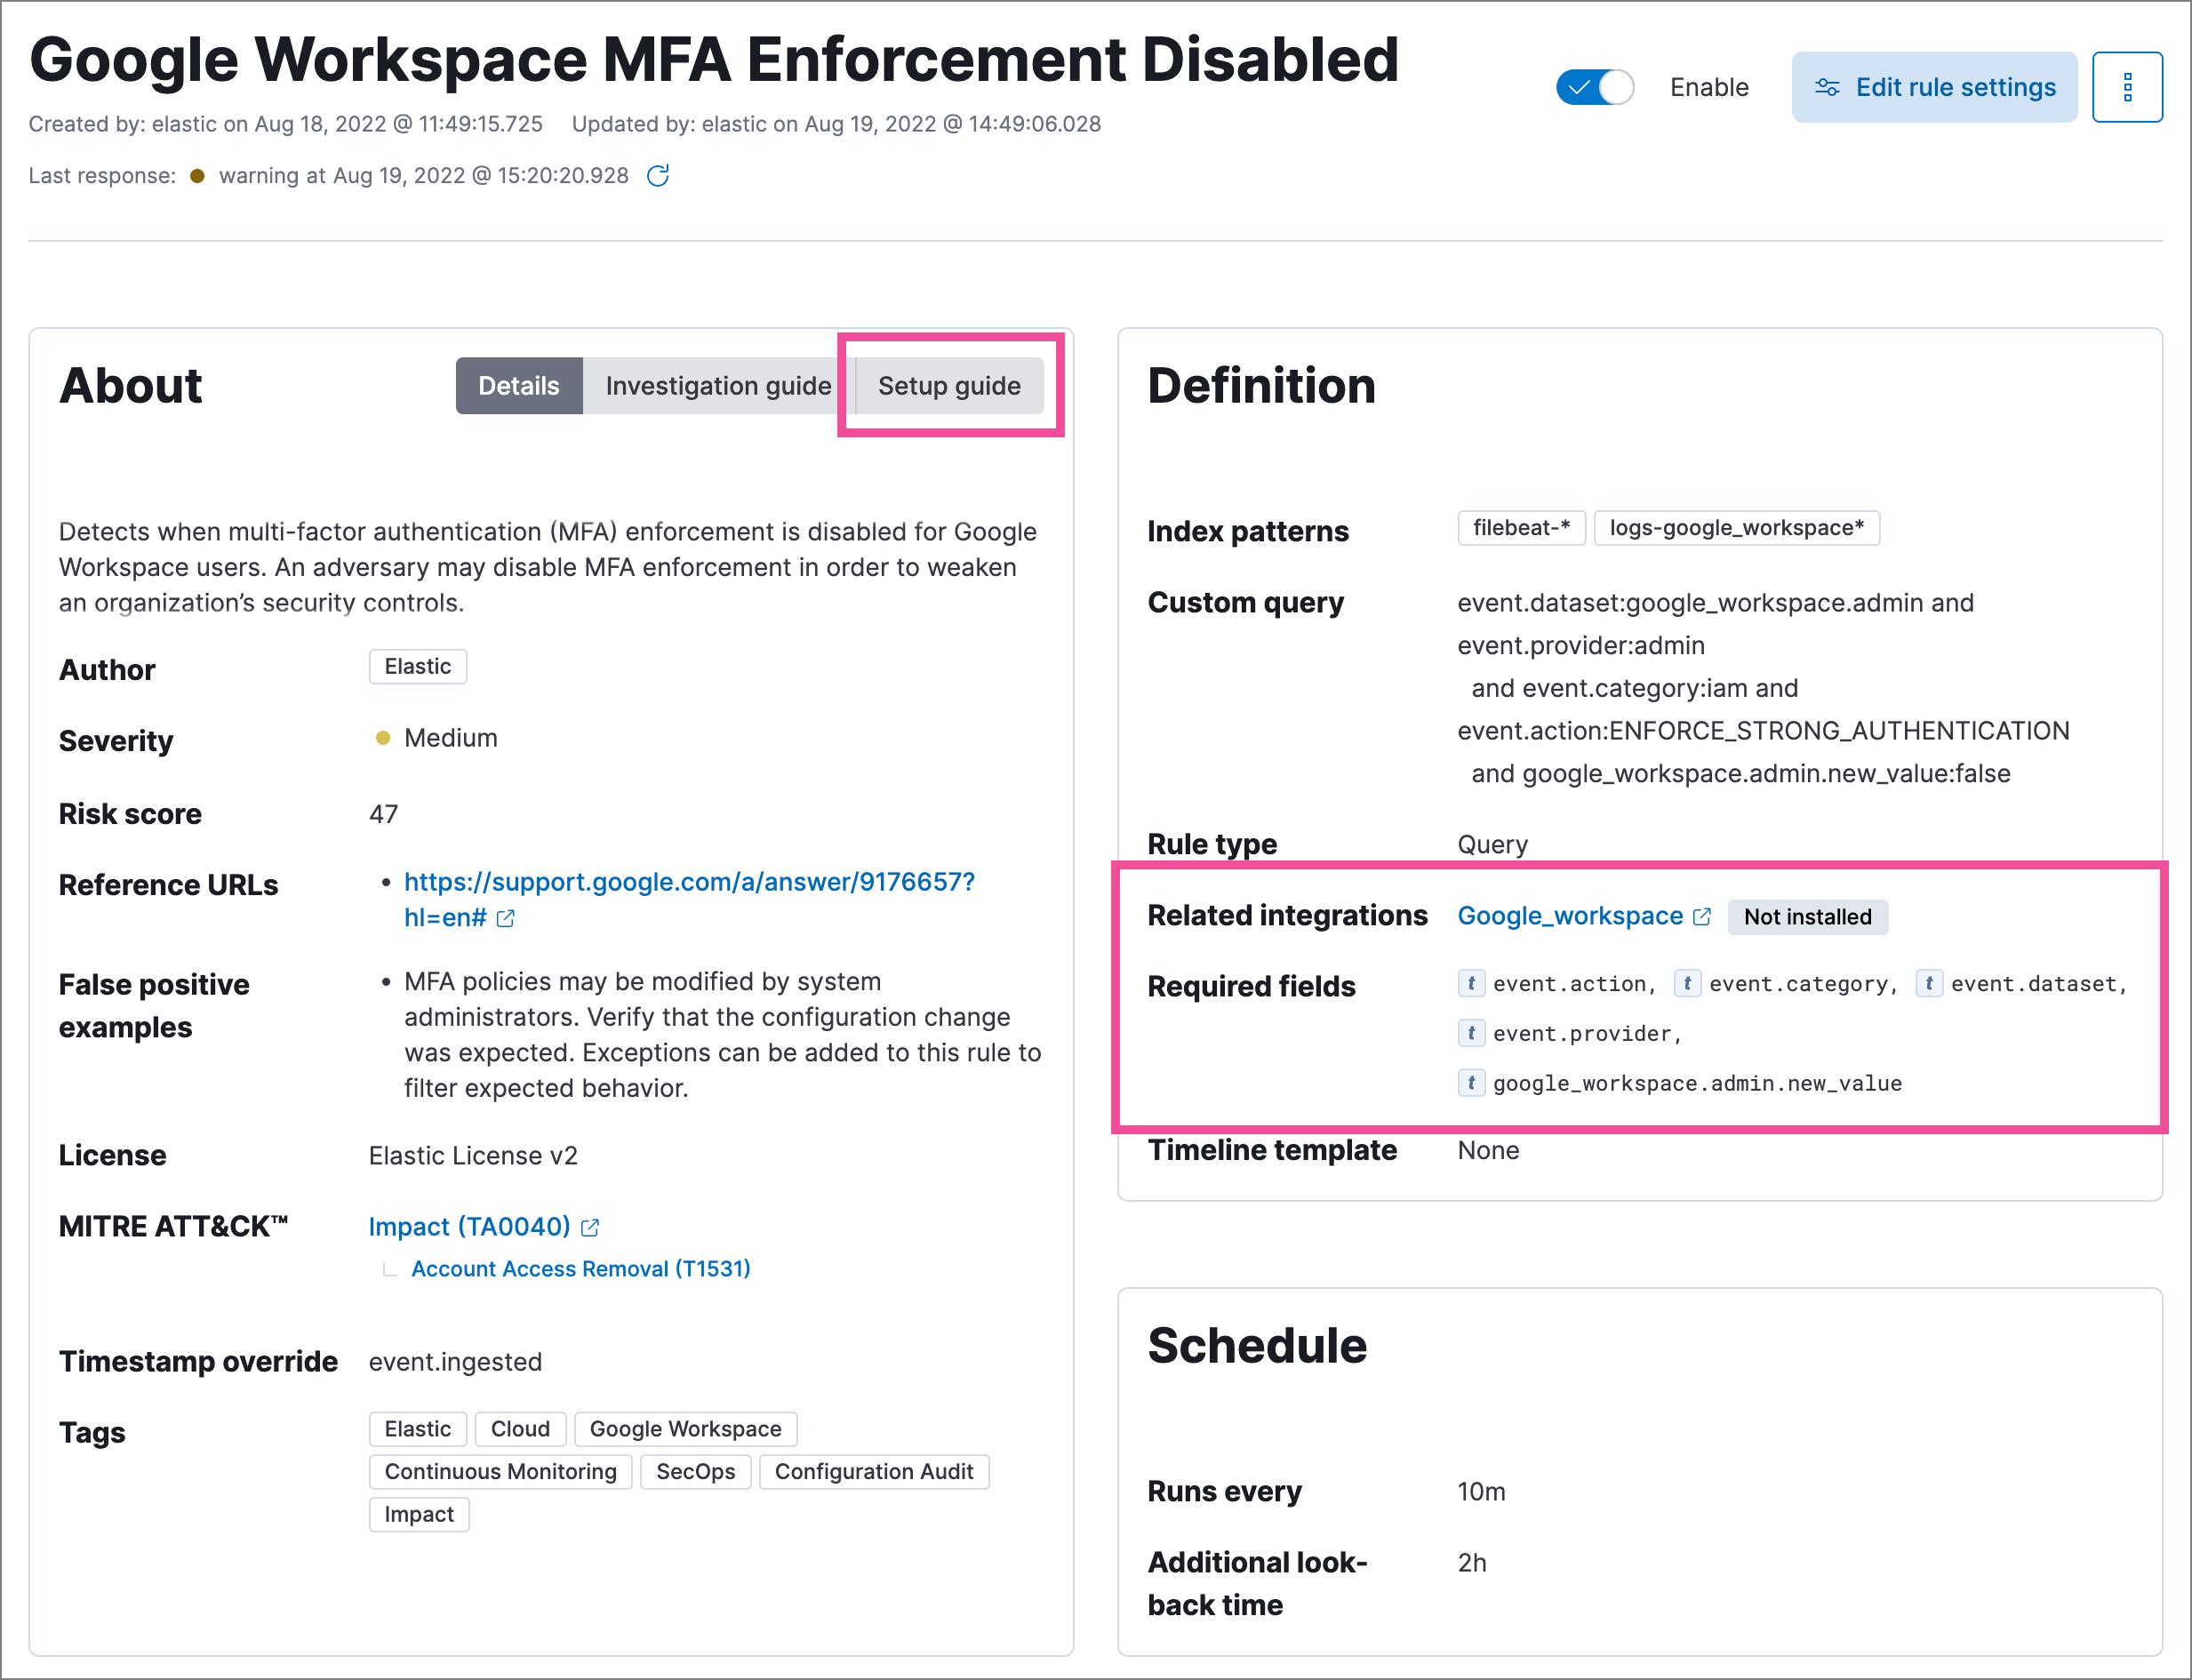 Google Workspace MFA Enforcement Disabled
Enable
Edit rule settings
Created by: elastic on Aug 18, 2022 @ 11:49:15.725 Updated by: elastic on Aug 19, 2022 @ 14:49:06.028
Last response: warning at Aug 19, 2022 @ 15:20:20.928
About
Details Investigation guide Setup guide
Detects when multi-factor authentication (MFA) enforcement is disabled for Google
Workspace users. An adversary may disable MFA enforcement in order to weaken
an organization’s security controls.
Author Elastic
Severity Medium
Risk score 47
Reference URLs • https://support.google.com/a/answer/9176657?
hl=en#
False positive
examples
• MFA policies may be modified by system
administrators. Verify that the configuration change
was expected. Exceptions can be added to this rule to
filter expected behavior.
License Elastic License v2
MITRE ATT&CK™ Impact (TA0040)
Account Access Removal (T1531)
Timestamp override event.ingested
Tags Elastic Cloud Google Workspace
Continuous Monitoring SecOps Configuration Audit
Impact
Definition
Index patterns filebeat-* logs-google_workspace*
Custom query event.dataset:google_workspace.admin and
event.provider:admin
and event.category:iam and
event.action:ENFORCE_STRONG_AUTHENTICATION
and google_workspace.admin.new_value:false
Rule type Query
Related integrations Google_workspace Not installed
Required fields t event.action, t event.category, t event.dataset,
t event.provider,
t google_workspace.admin.new_value
Timeline template None
Schedule
Runs every 10m
Additional look-
back time
2h